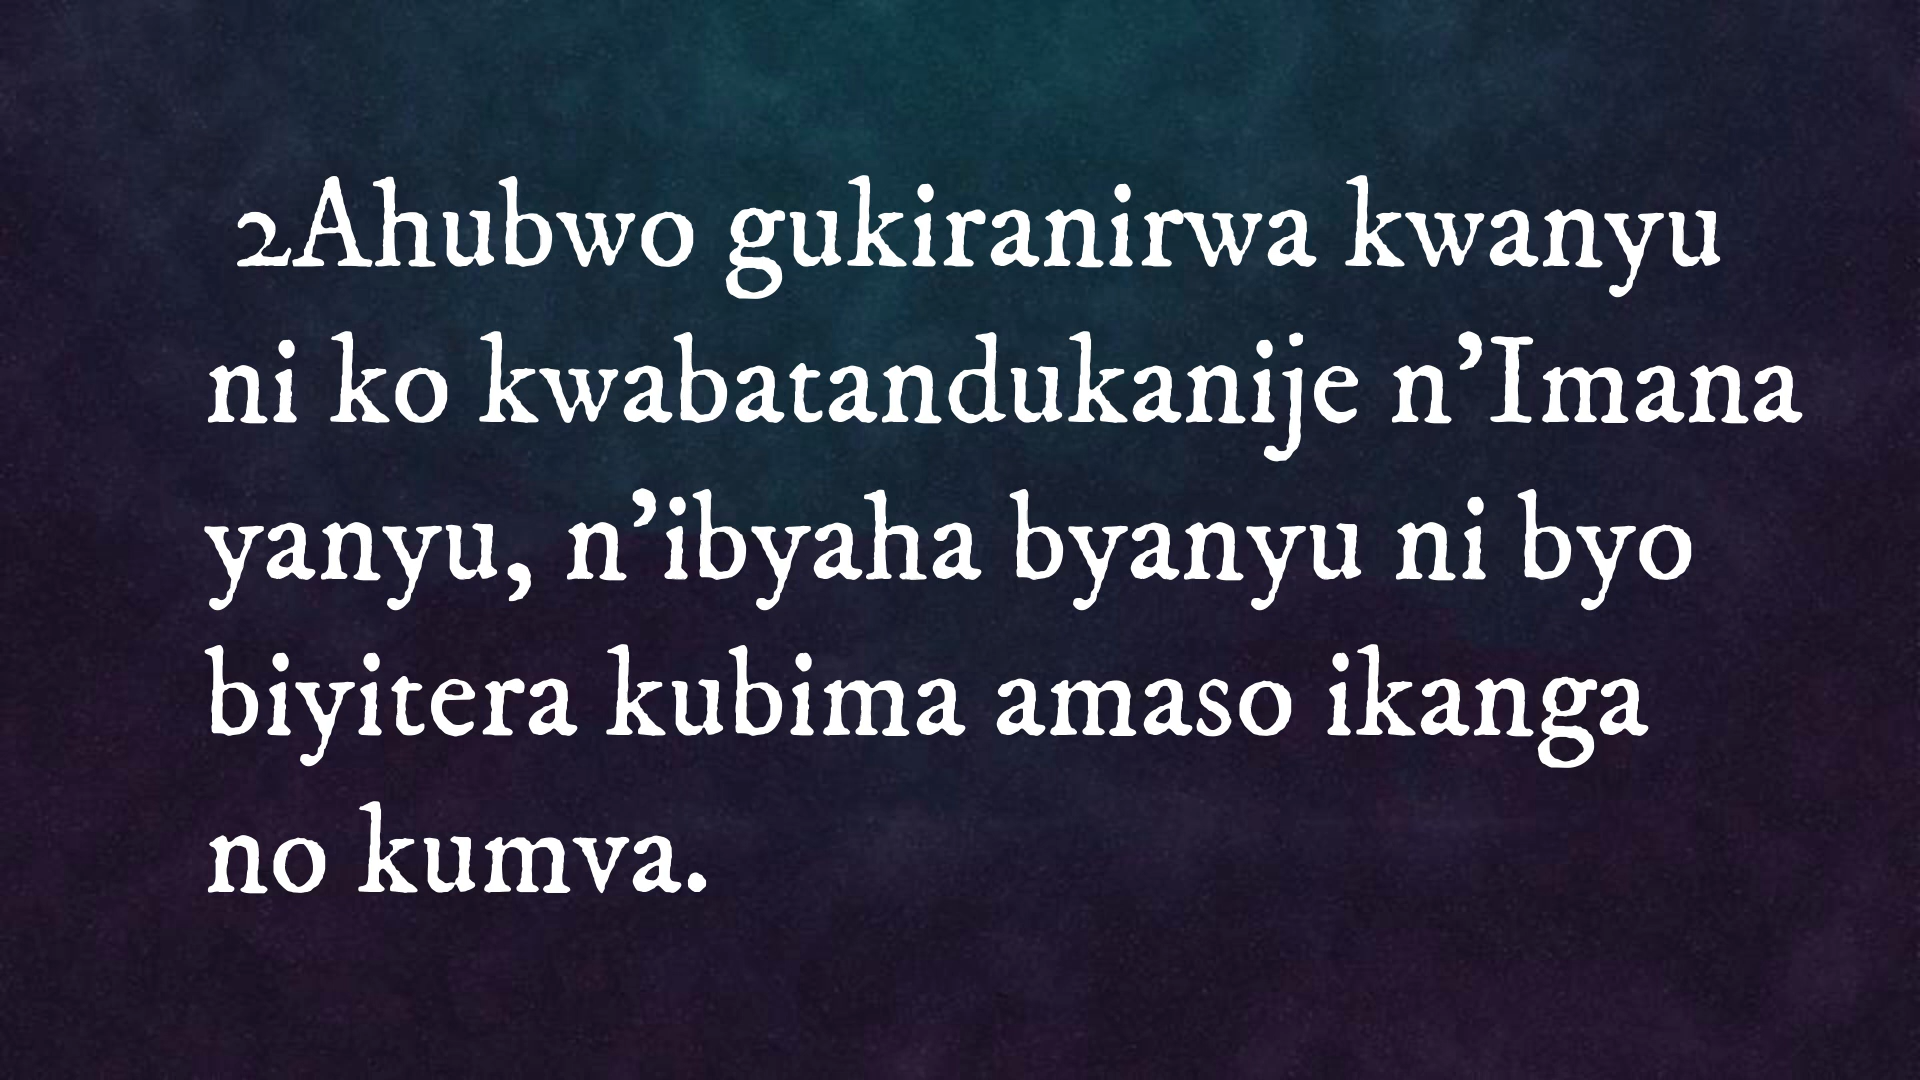 2Ahubwo gukiranirwa kwanyu
ni ko kwabatandukanije n’Imana
yanyu, n’ibyaha byanyu ni byo
biyitera kubima amaso ikanga
no kumva.